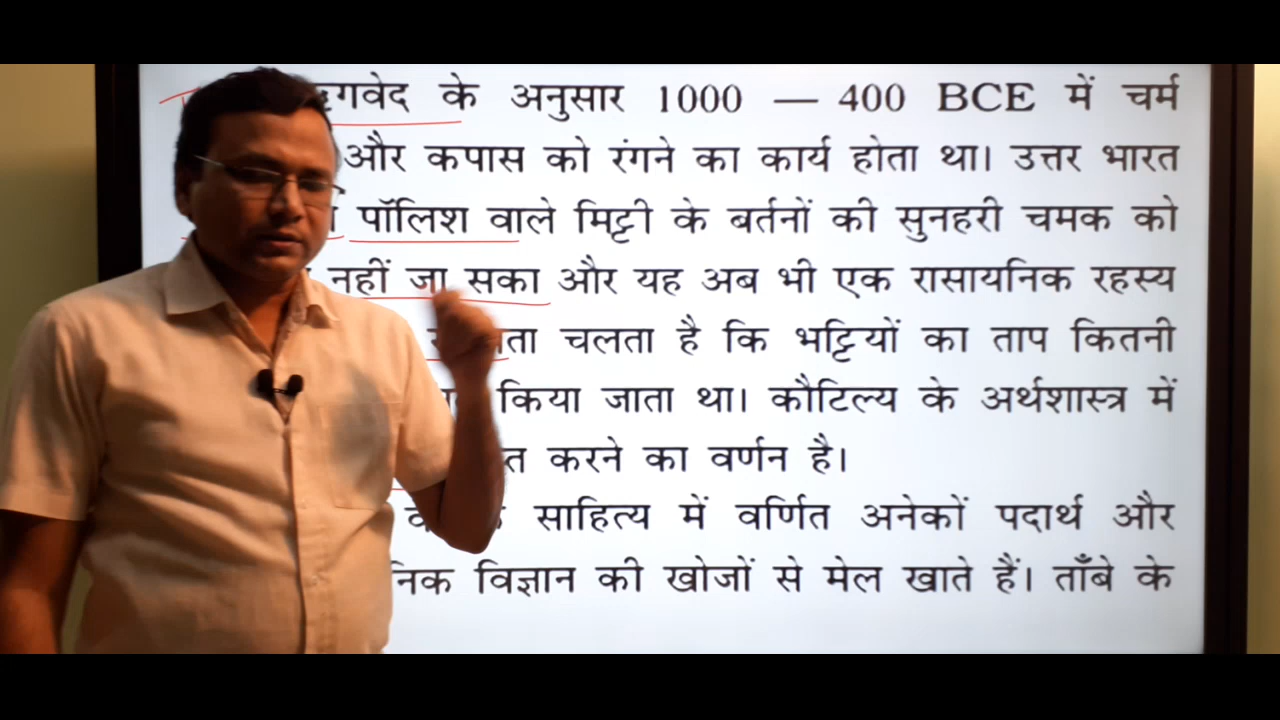 ऋगवेद के अनुसार 1000 — 400 BCE में चर्म
और कपास को रंगने का कार्य होता था। उत्तर भारत
पॉलिश वाले मिट्टी के बर्तनों की सुनहरी चमक को
नहीं जा सका और यह अब भी एक रासायनिक रहस्य
चलता है कि भट्टियों का ताप कितनी
किया जाता था। कौटिल्य के अर्थशास्त्र में
करने का वर्णन है।
साहित्य में वर्णित अनेकों पदार्थ और
विज्ञान की खोजों से मेल खाते हैं। ताँबे के